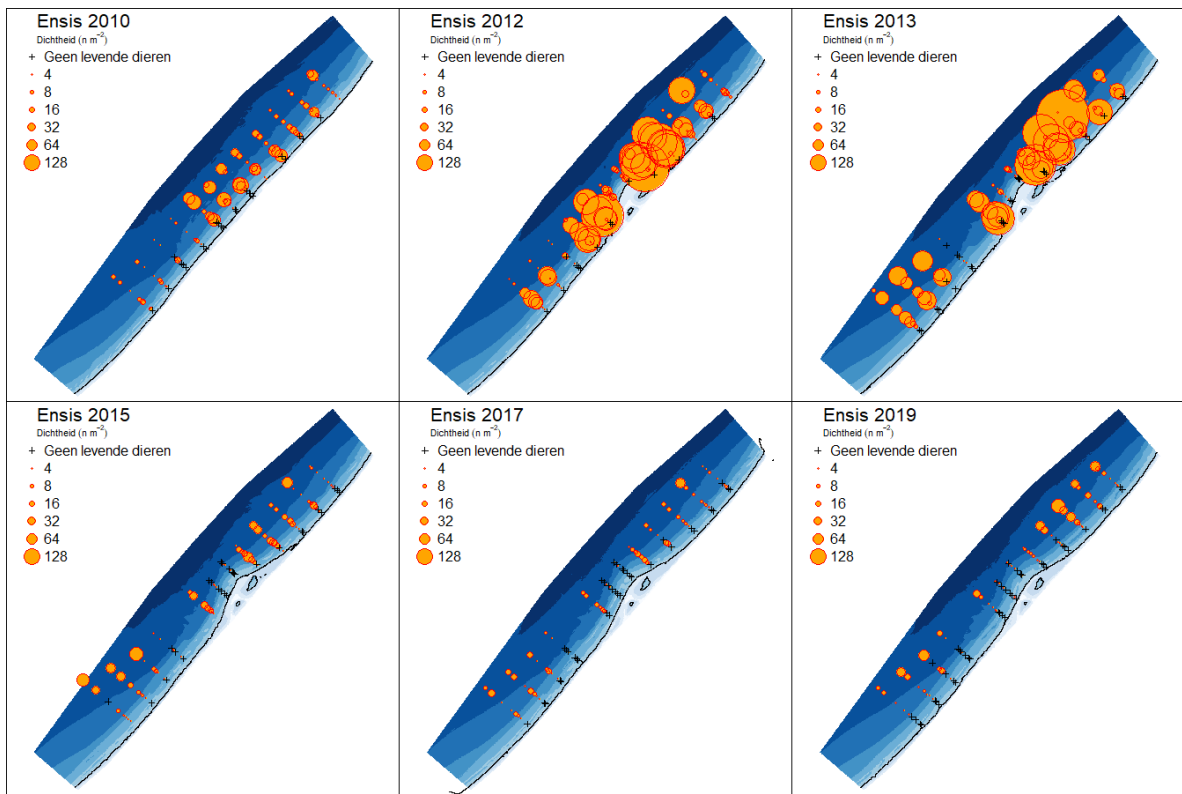 Ensis 2010
Dichtheid (n m⁻²)
Geen levende dieren
4
8
16
32
64
128
Ensis 2012
Dichtheid (n m⁻²)
Geen levende dieren
4
8
16
32
64
128
Ensis 2013
Dichtheid (n m⁻²)
Geen levende dieren
4
8
16
32
64
128
Ensis 2015
Dichtheid (n m⁻²)
Geen levende dieren
4
8
16
32
64
128
Ensis 2017
Dichtheid (n m⁻²)
Geen levende dieren
4
8
16
32
64
128
Ensis 2019
Dichtheid (n m⁻²)
Geen levende dieren
4
8
16
32
64
128